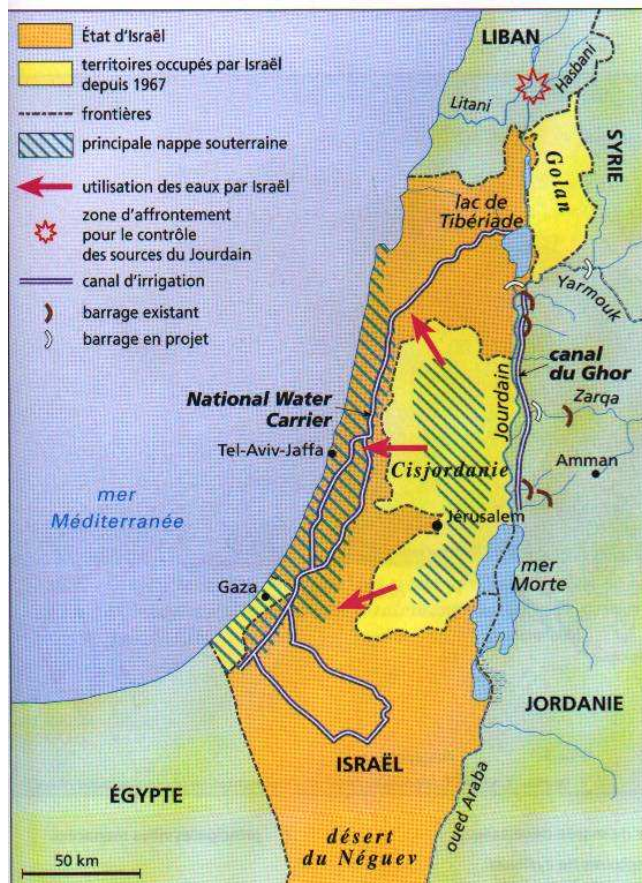 État d'Israël
territoires occupés par Israël
depuis 1967
frontières
principale nappe souterraine
utilisation des eaux par Israël
zone d'affrontement
pour le contrôle
des sources du Jourdain
canal d'irrigation
barrage existant
barrage en projet
LIBAN
Hasbani
Litani
SYRIE
Golan
lac de
Tibériade
Yarmouk
canal
du Ghor
Jourdain
Zarqa
National Water
Carrier
Tel-Aviv-Jaffa
Cisjordanie
Amman
mer
Méditerranée
Jérusalem
mer
Morte
Gaza
JORDANIE
ISRAËL
ÉGYPTE
oued Araba
désert
du Néguev
50 km